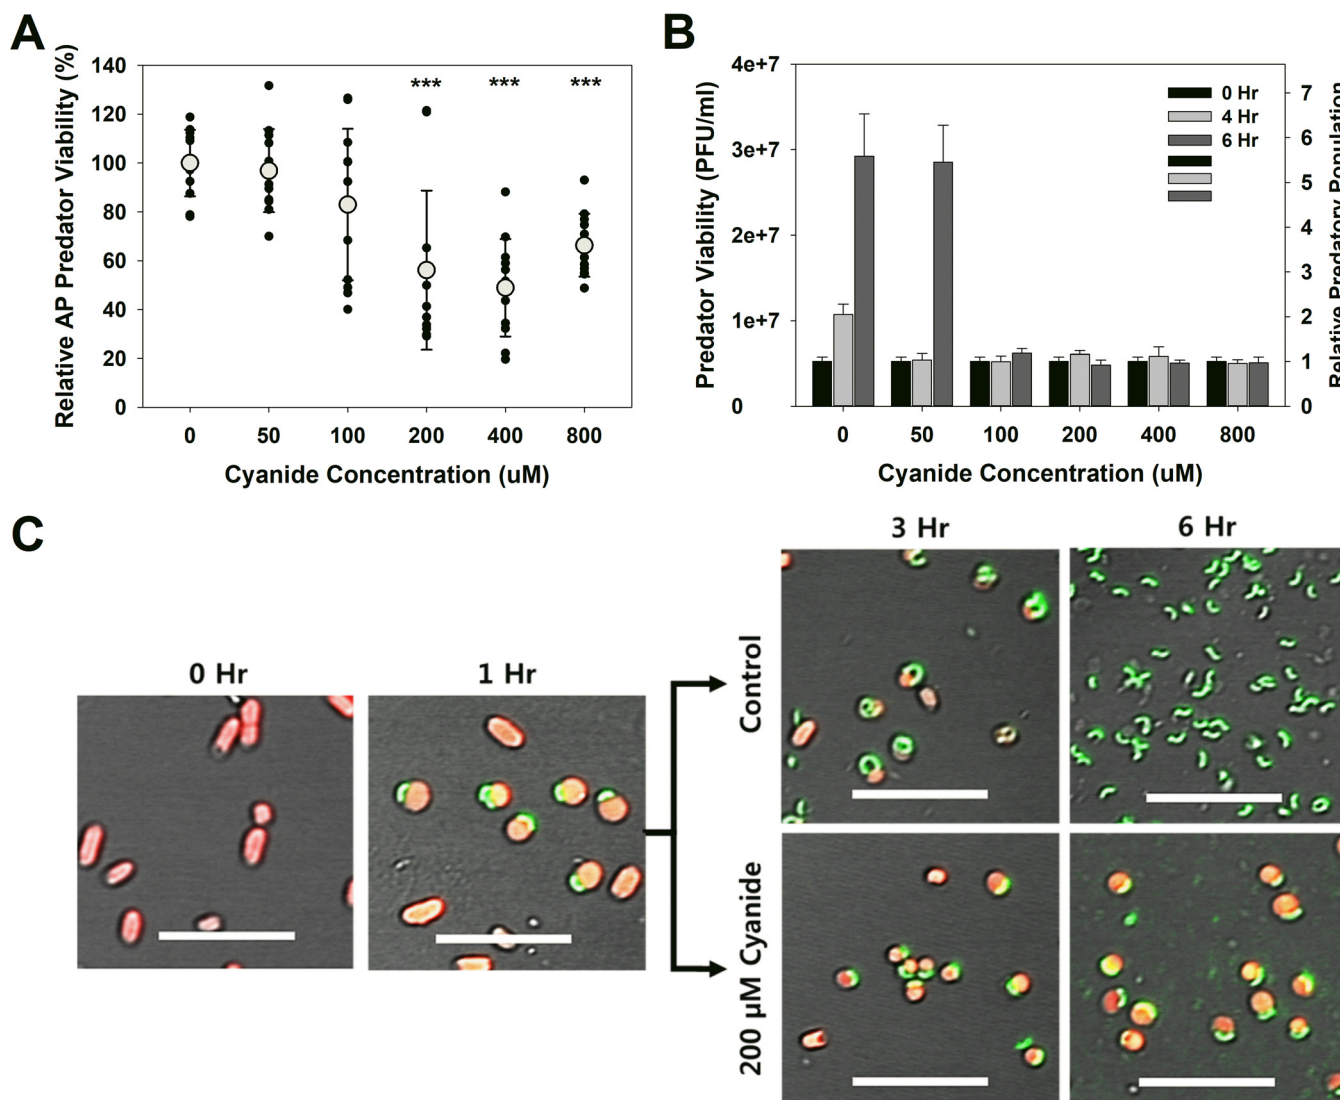 A
Relative AP Predator Viability (%)
140
120
100
80
60
40
20
0
***
***
***
0
50
100
200
400
800
Cyanide Concentration (uM)
B
Predator Viability (PFU/ml)
4e+7
3e+7
2e+7
1e+7
0
0 Hr
4 Hr
6 Hr
7
6
5
4
3
2
1
0
Relative Predatory Population
0
50
100
200
400
800
Cyanide Concentration (uM)
C
0 Hr
1 Hr
3 Hr
6 Hr
Control
200 µM Cyanide